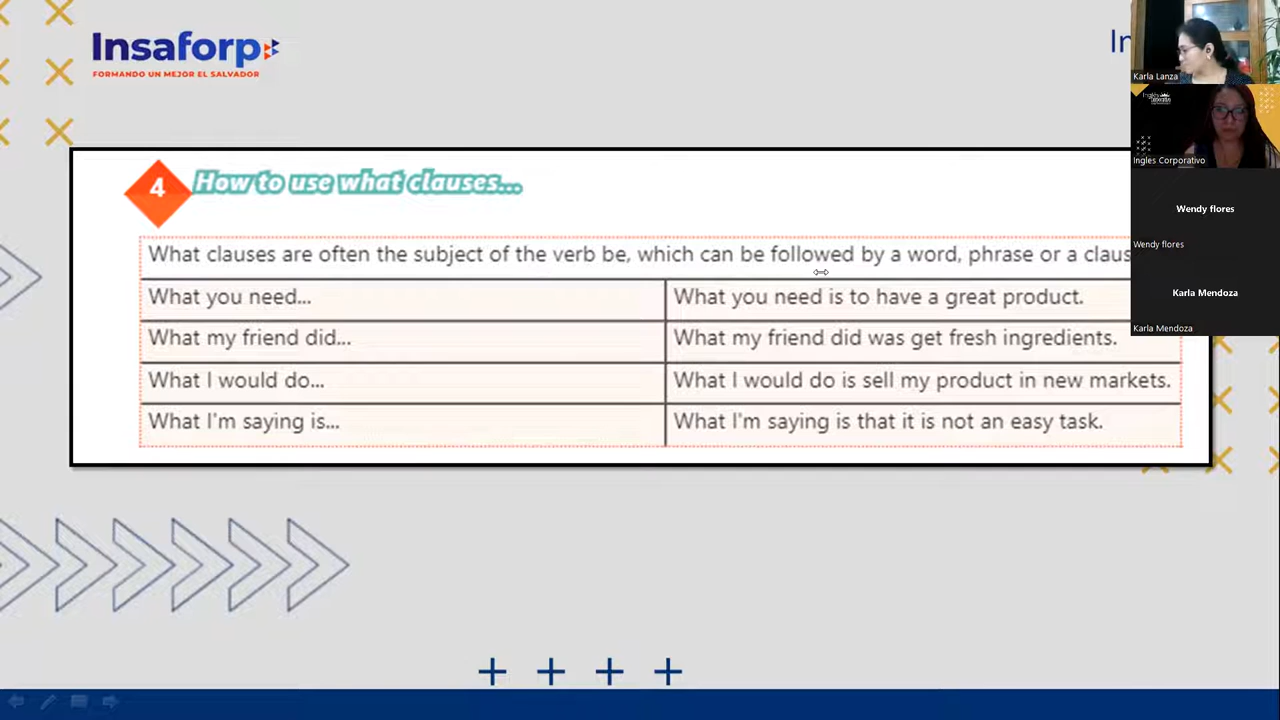 Insaforp
FORMANDO UN MEJOR EL SALVADOR
Karla Lanza
Ingles Corporativo
Wendy flores
Wendy flores
Karla Mendoza
Karla Mendoza
4
How to use what clauses...
What clauses are often the subject of the verb be, which can be followed by a word, phrase or a claus
What you need...
What you need is to have a great product.
What my friend did...
What my friend did was get fresh ingredients.
What I would do...
What I would do is sell my product in new markets.
What I'm saying is...
What I'm saying is that it is not an easy task.